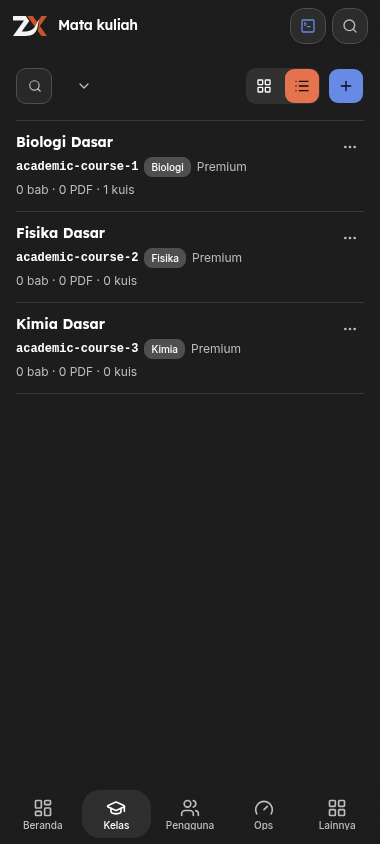 ZX Mata kuliah
Biologi Dasar
academic-course-1 Biologi Premium
0 bab · 0 PDF · 1 kuis
Fisika Dasar
academic-course-2 Fisika Premium
0 bab · 0 PDF · 0 kuis
Kimia Dasar
academic-course-3 Kimia Premium
0 bab · 0 PDF · 0 kuis
Beranda Kelas Pengguna Ops Lainnya